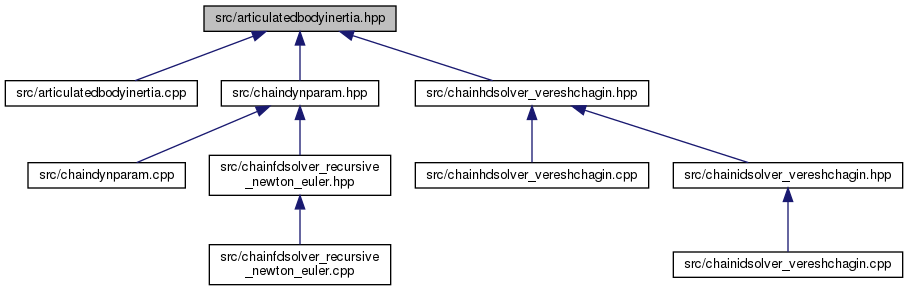 src/articulatedbodyinertia.hpp
src/articulatedbodyinertia.cpp
src/chaindynparam.hpp
src/chainhdsolver_vereshchagin.hpp
src/chaindynparam.cpp
src/chainfdsolver_recursive
_newton_euler.hpp
src/chainhdsolver_vereshchagin.cpp
src/chainidsolver_vereshchagin.hpp
src/chainfdsolver_recursive
_newton_euler.cpp
src/chainidsolver_vereshchagin.cpp